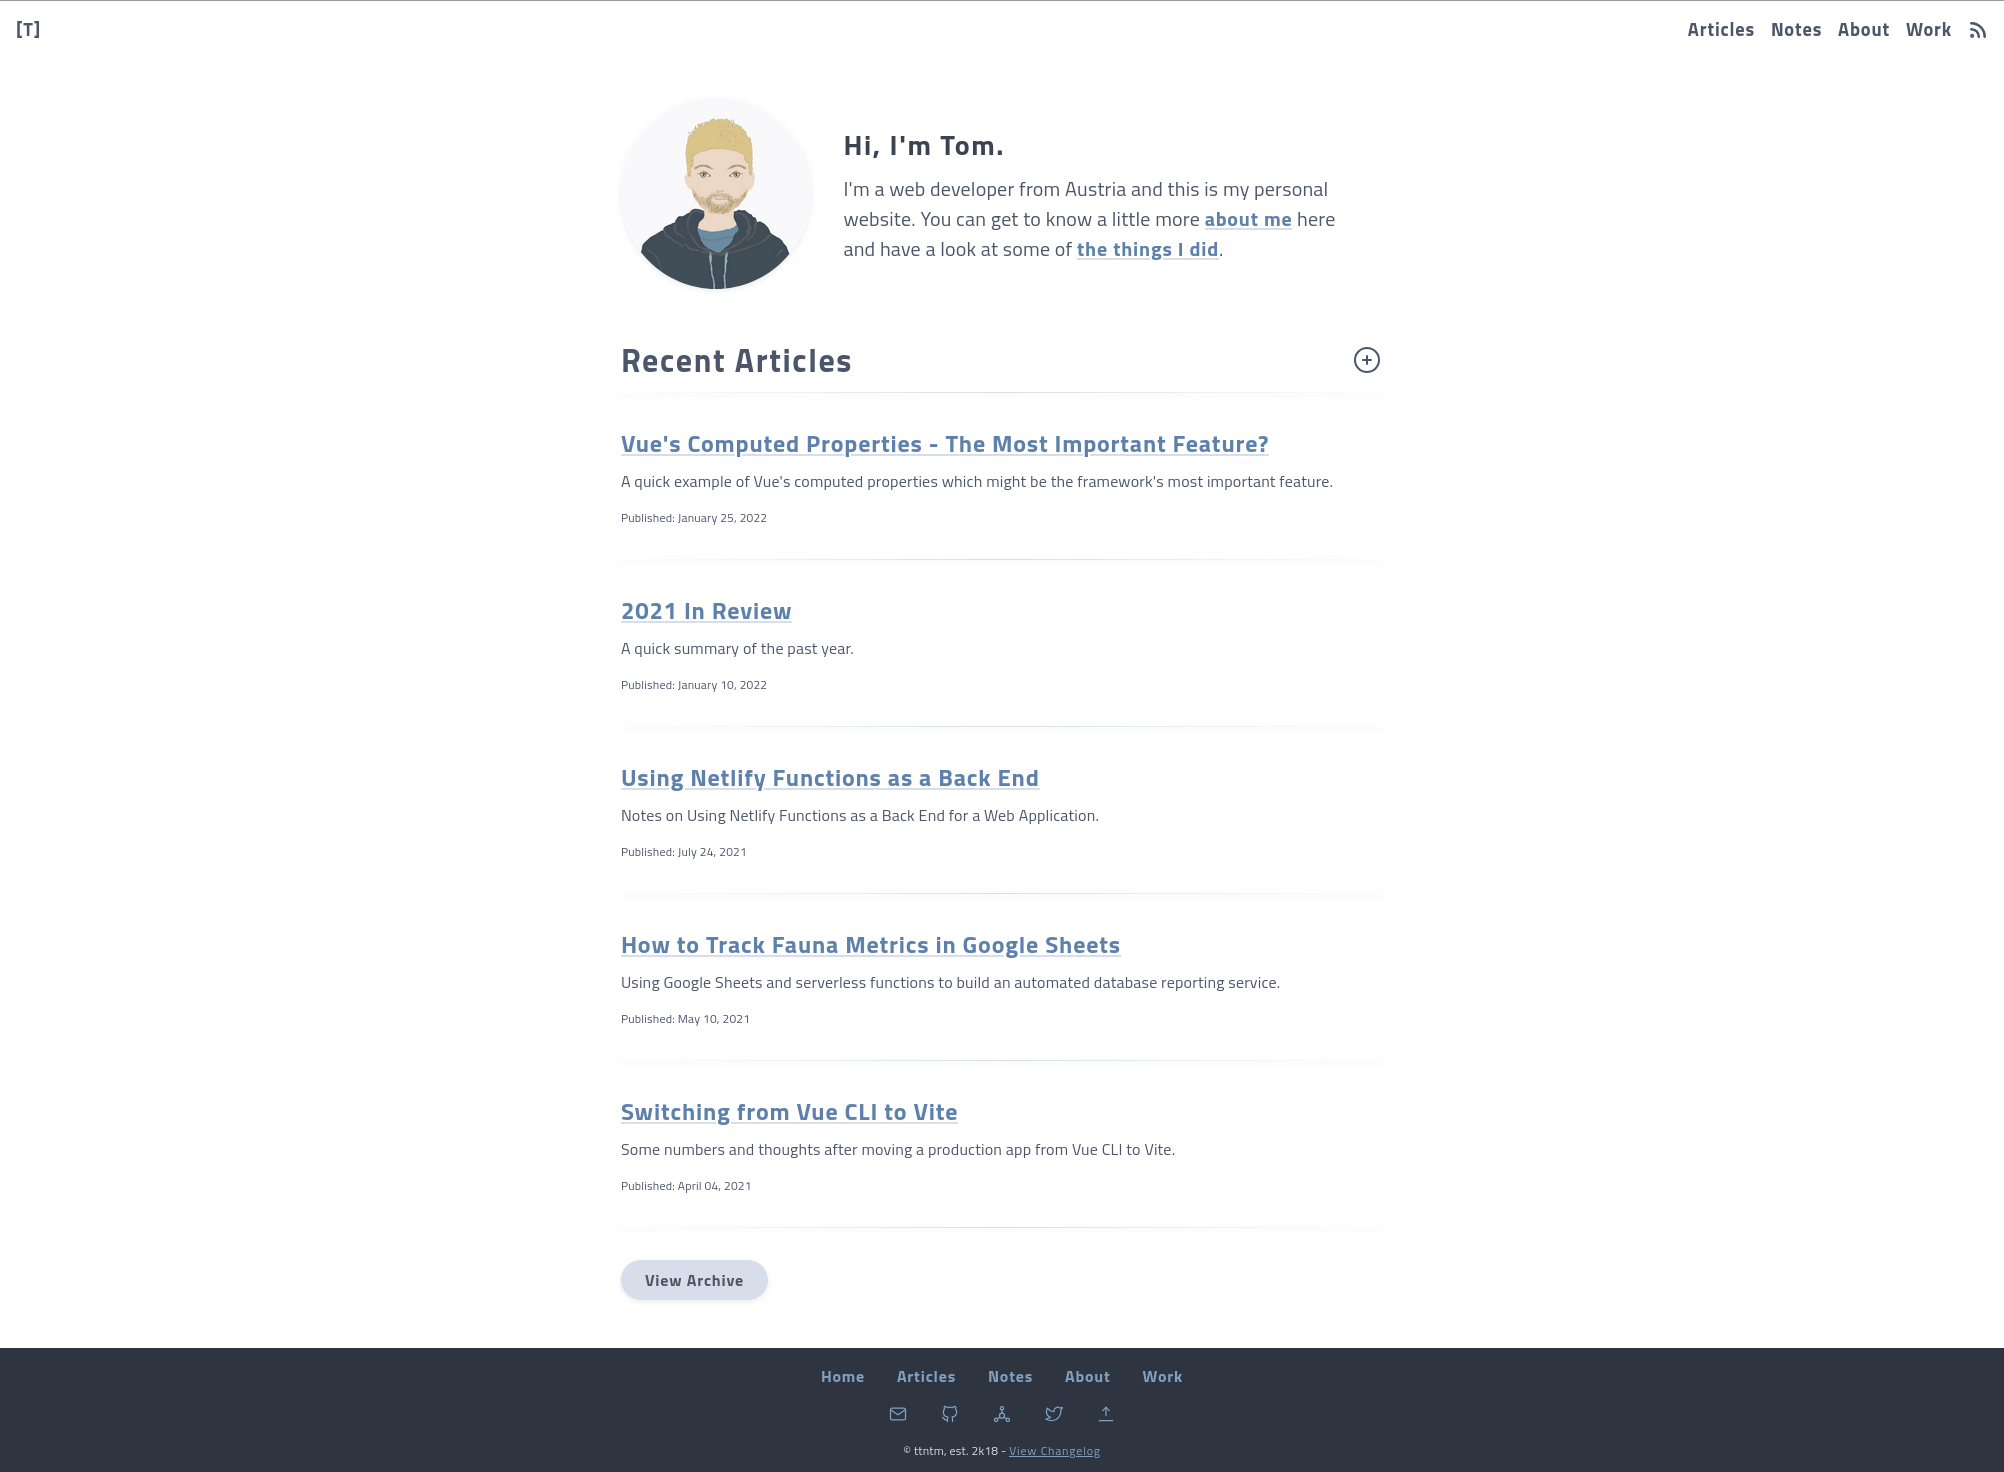 [T]
Articles Notes About Work
Hi, I'm Tom.
I'm a web developer from Austria and this is my personal
website. You can get to know a little more about me here
and have a look at some of the things I did.
Recent Articles
Vue's Computed Properties - The Most Important Feature?
A quick example of Vue's computed properties which might be the framework's most important feature.
Published: January 25, 2022
2021 In Review
A quick summary of the past year.
Published: January 10, 2022
Using Netlify Functions as a Back End
Notes on Using Netlify Functions as a Back End for a Web Application.
Published: July 24, 2021
How to Track Fauna Metrics in Google Sheets
Using Google Sheets and serverless functions to build an automated database reporting service.
Published: May 10, 2021
Switching from Vue CLI to Vite
Some numbers and thoughts after moving a production app from Vue CLI to Vite.
Published: April 04, 2021
View Archive
Home Articles Notes About Work
© ttntm, est. 2k18 - View Changelog